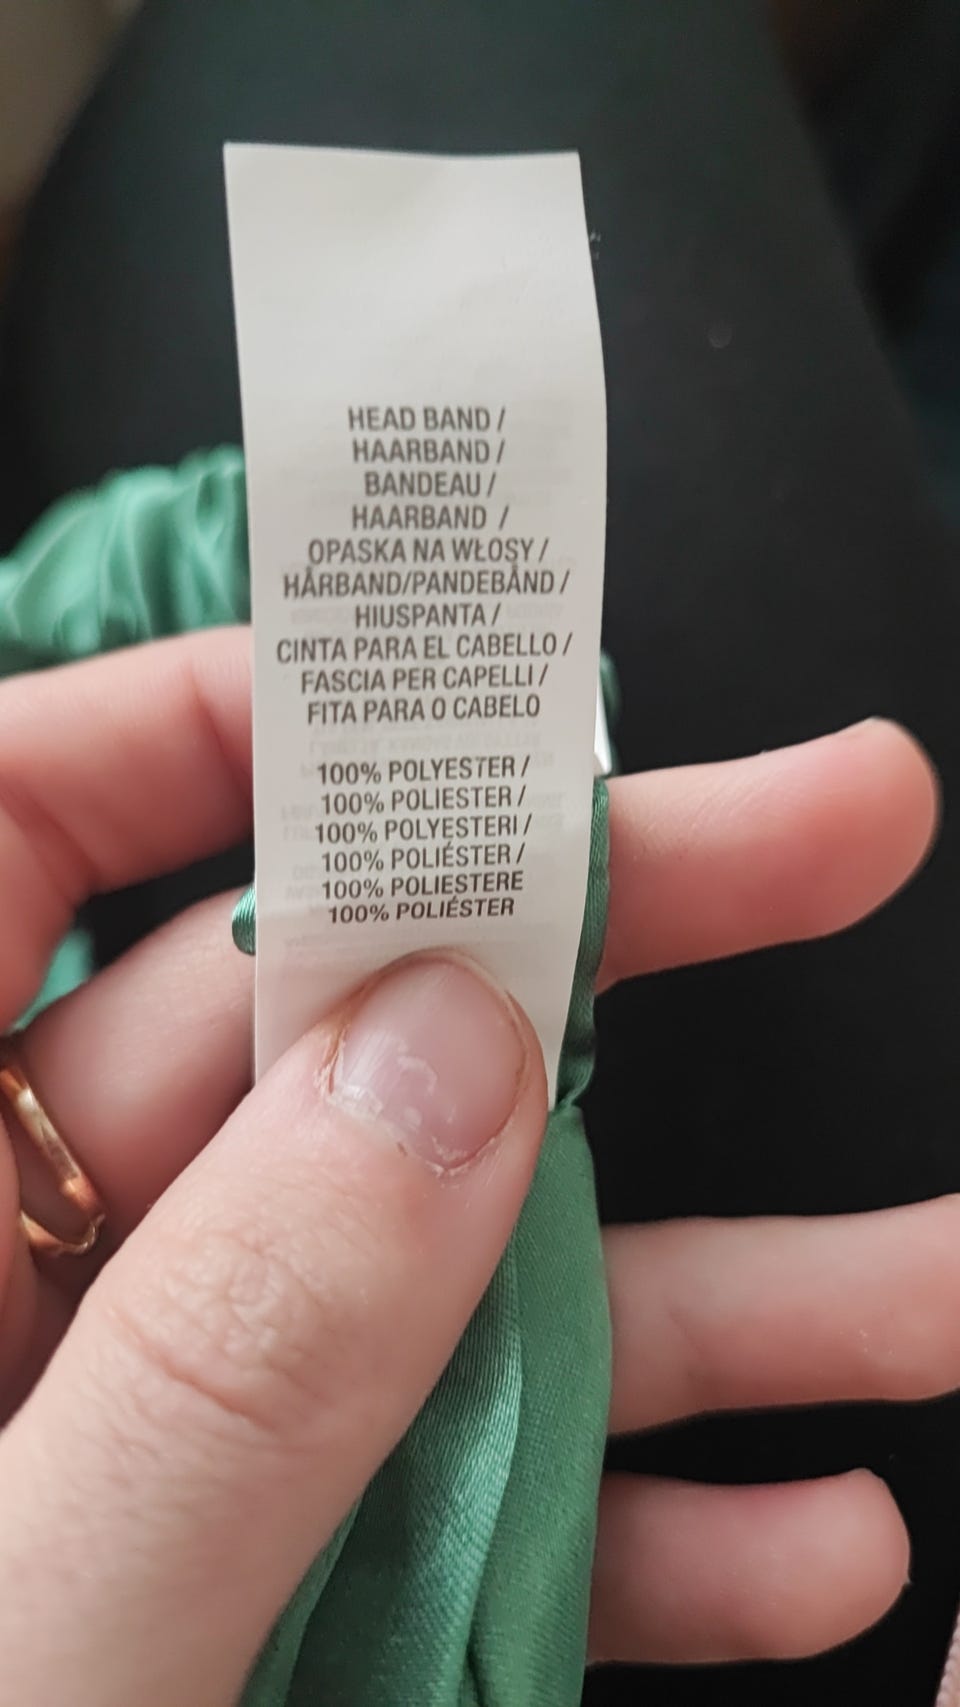 HEAD BAND /
HAARBAND /
BANDEAU /
HAARBAND /
OPASKA NA WŁOSY /
HÅRBAND/PANDEBÅND /
HIUSPANTA /
CINTA PARA EL CABELLO /
FASCIA PER CAPELLI /
FITA PARA O CABELO
100% POLYESTER /
100% POLIESTER /
100% POLYESTERI /
100% POLIÉSTER /
100% POLIESTERE
100% POLIÉSTER